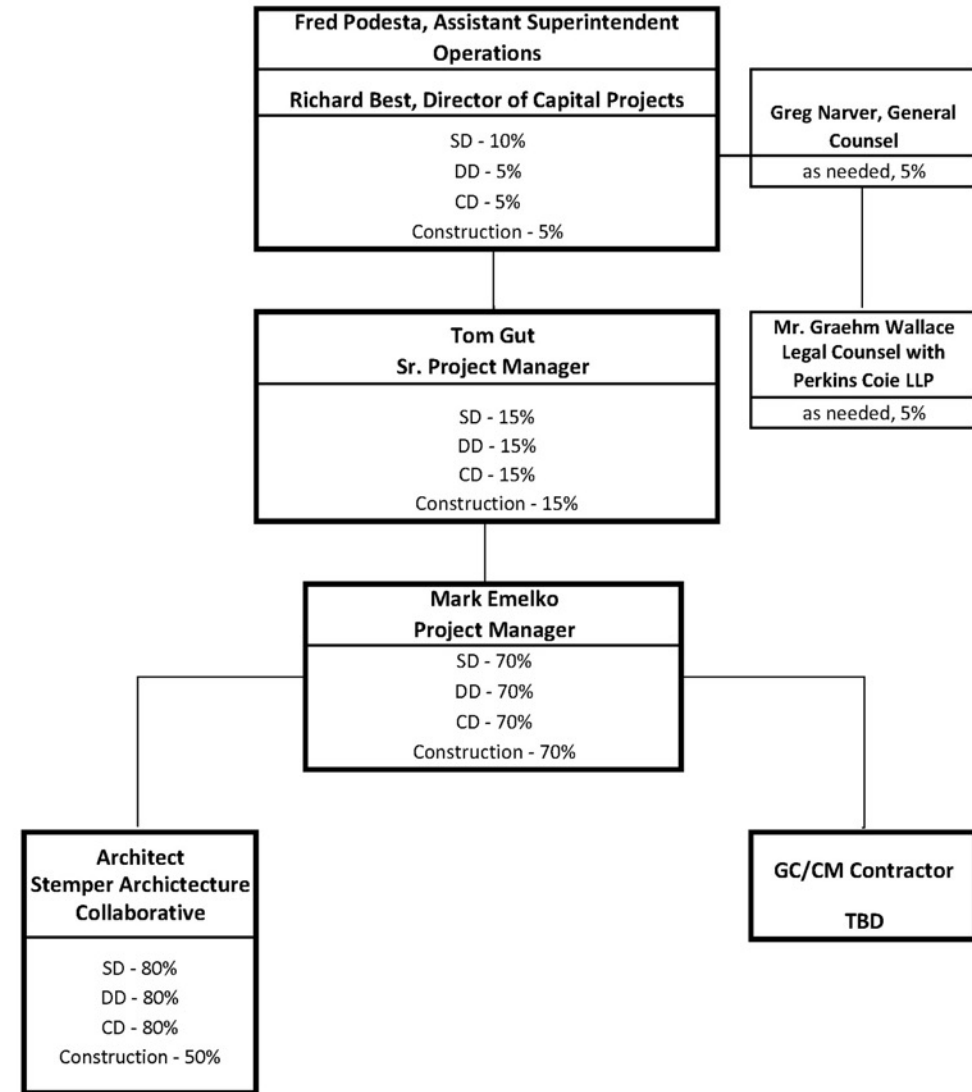 Fred Podesta, Assistant Superintendent
Operations
Richard Best, Director of Capital Projects
SD - 10%
DD - 5%
CD - 5%
Construction - 5%
Greg Narver, General
Counsel
as needed, 5%
Tom Gut
Sr. Project Manager
SD - 15%
DD - 15%
CD - 15%
Construction - 15%
Mr. Graehm Wallace
Legal Counsel with
Perkins Coie LLP
as needed, 5%
Mark Emelko
Project Manager
SD - 70%
DD - 70%
CD - 70%
Construction - 70%
Architect
Stemper Archictecture
Collaborative
SD - 80%
DD - 80%
CD - 80%
Construction - 50%
GC/CM Contractor
TBD